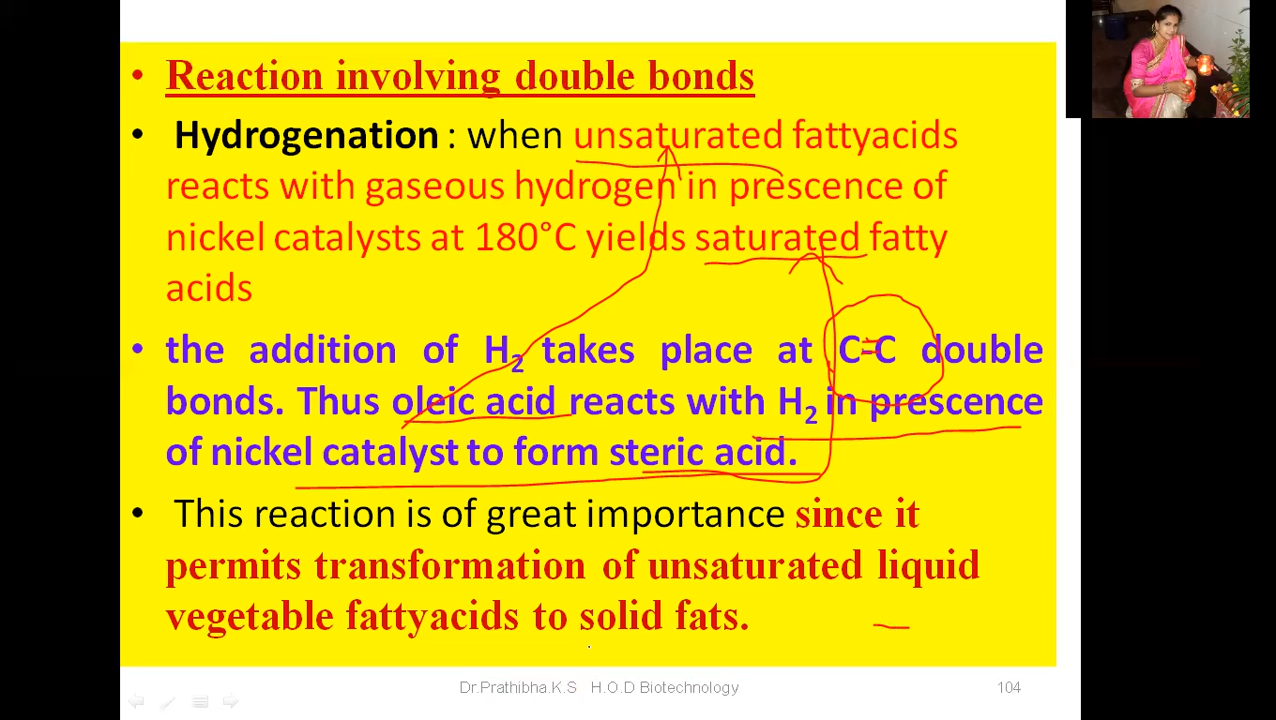 • Reaction involving double bonds
• Hydrogenation : when unsaturated fattyacids
reacts with gaseous hydrogen in prescence of
nickel catalysts at 180°C yields saturated fatty
acids
• the addition of H₂ takes place at C=C double
bonds. Thus oleic acid reacts with H₂ in prescence
of nickel catalyst to form steric acid.
• This reaction is of great importance since it
permits transformation of unsaturated liquid
vegetable fattyacids to solid fats.
Dr.Prathibha.K.S H.O.D Biotechnology 104